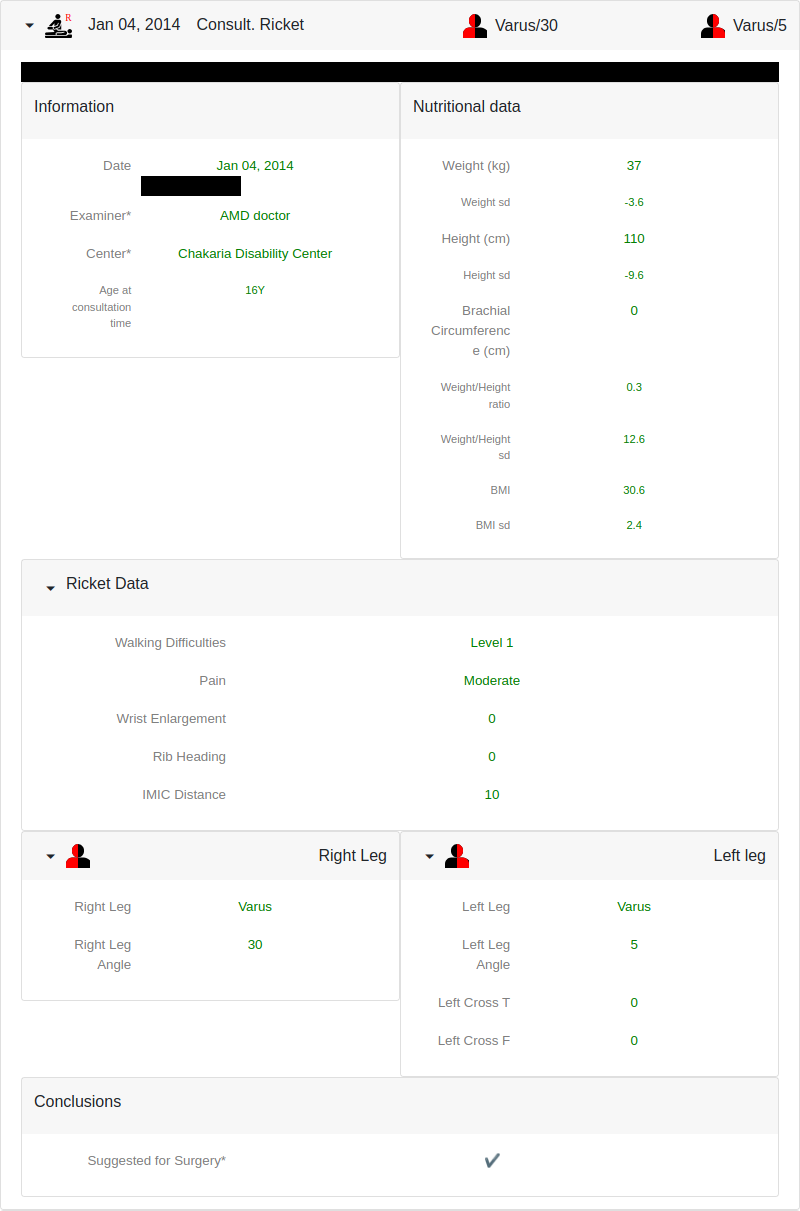 R
Jan 04, 2014 Consult. Ricket Varus/30 Varus/5
Information
Date Jan 04, 2014
Examiner* AMD doctor
Center* Chakaria Disability Center
Age at 16Y
consultation
time
Nutritional data
Weight (kg) 37
Weight sd -3.6
Height (cm) 110
Height sd -9.6
Brachial 0
Circumferenc
e (cm)
Weight/Height 0.3
ratio
Weight/Height 12.6
sd
BMI 30.6
BMI sd 2.4
Ricket Data
Walking Difficulties Level 1
Pain Moderate
Wrist Enlargement 0
Rib Heading 0
IMIC Distance 10
Right Leg
Right Leg Varus
Right Leg 30
Angle
Left leg
Left Leg Varus
Left Leg 5
Angle
Left Cross T 0
Left Cross F 0
Conclusions
Suggested for Surgery* ✔